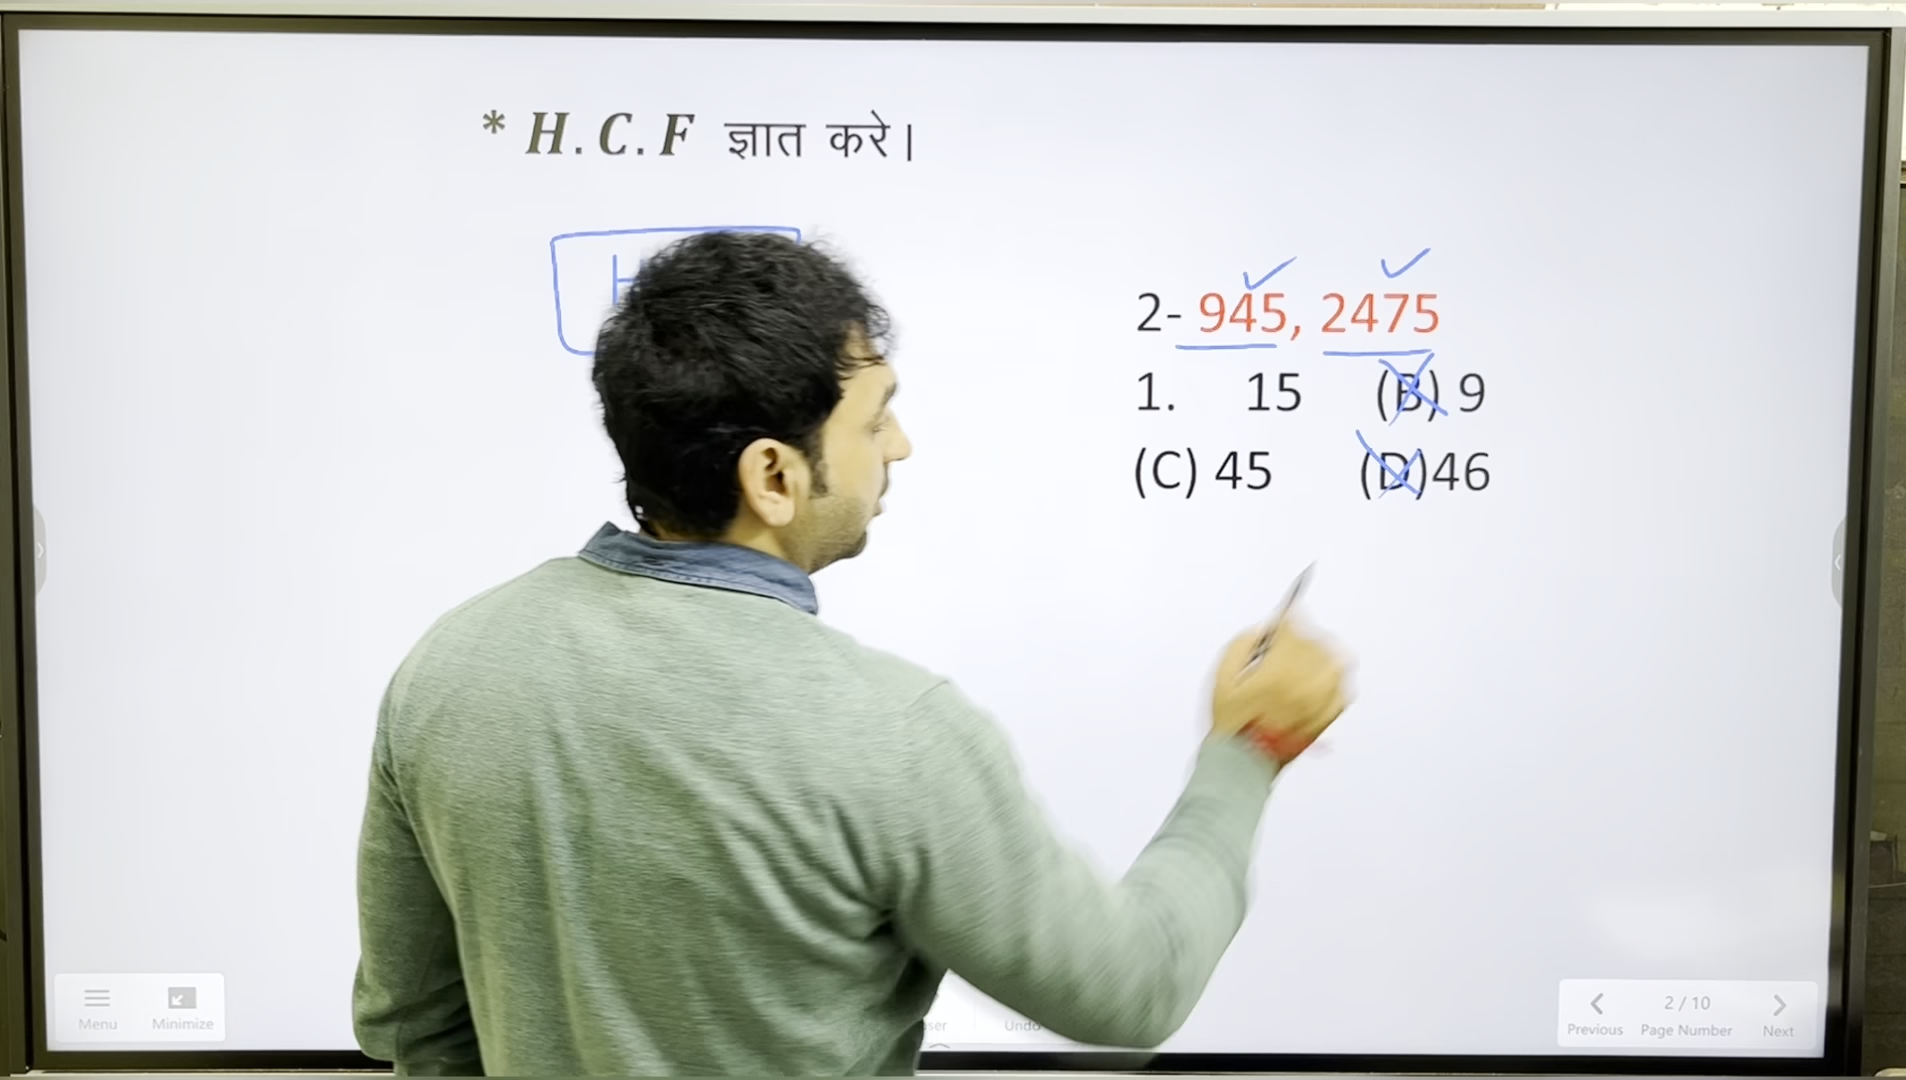 * H.C.F ज्ञात करे।
2- 945, 2475
1. 15 (B) 9
(C) 45 (D)46
Menu
Minimize
Undo
2 / 10
Previous
Page Number
Next